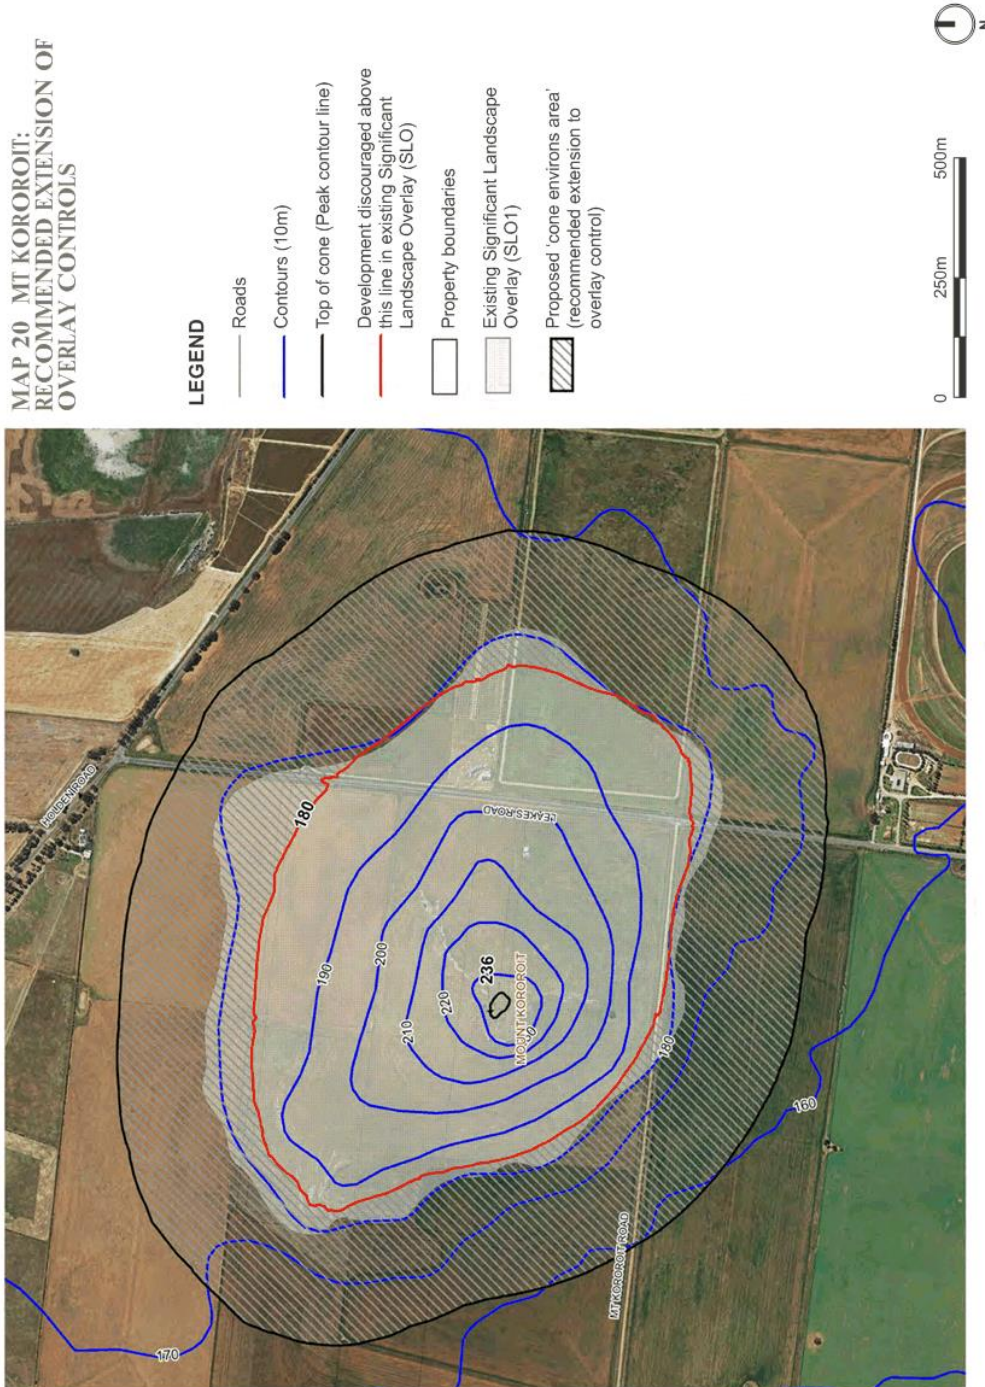 MAP 20 MT KOROROIT:
RECOMMENDED EXTENSION OF
OVERLAY CONTROLS
LEGEND
Roads
Contours (10m)
Top of cone (Peak contour line)
Development discouraged above
this line in existing Significant
Landscape Overlay (SLO)
Property boundaries
Existing Significant Landscape
Overlay (SLO1)
Proposed 'cone environs area'
(recommended extension to
overlay control)
0 250m 500m
N
HOLDEN ROAD
180
LEAKES ROAD
190
200
210
220
236
MOUNT KOROROIT
180
160
MT KOROROIT ROAD
170